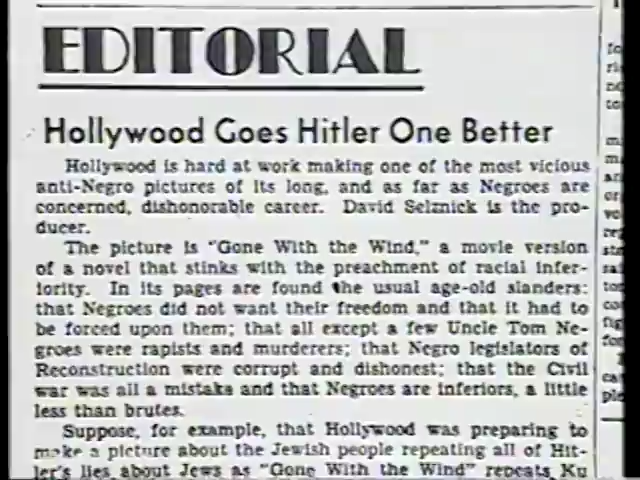 EDITORIAL
Hollywood Goes Hitler One Better
Hollywood is hard at work making one of the most vicious
anti-Negro pictures of its long, and as far as Negroes are
concerned, dishonorable career. David Selznick is the pro-
ducer.
The picture is "Gone With the Wind," a movie version
of a novel that stinks with the preachment of racial infer-
iority. In its pages are found the usual age-old slanders:
that Negroes did not want their freedom and that it had to
be forced upon them; that all except a few Uncle Tom Ne-
groes were rapists and murderers; that Negro legislators of
Reconstruction were corrupt and dishonest; that the Civil
war was all a mistake and that Negroes are inferiors, a little
less than brutes.
Suppose, for example, that Hollywood was preparing to
make a picture about the Jewish people repeating all of Hit-
ler's lies about Jews as "Gone With the Wind" repeats Ku